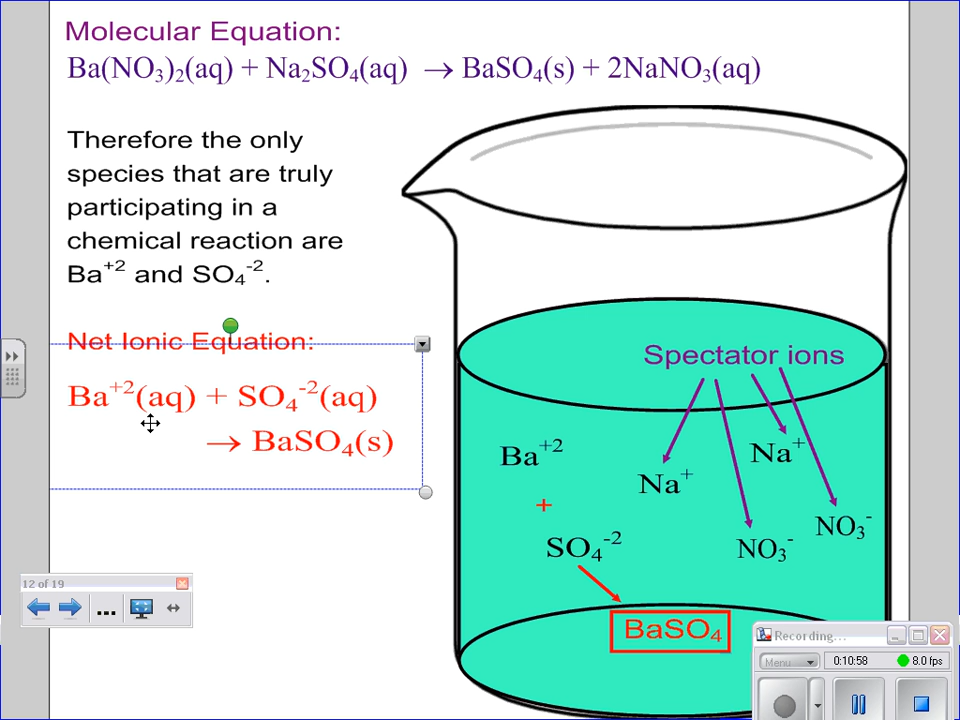 Molecular Equation:
Ba(NO₃)₂(aq) + Na₂SO₄(aq) → BaSO₄(s) + 2NaNO₃(aq)
Therefore the only
species that are truly
participating in a
chemical reaction are
Ba⁺² and SO₄⁻².
Net Ionic Equation:
Ba⁺²(aq) + SO₄⁻²(aq)
→ BaSO₄(s)
Spectator ions
Ba⁺²
Na⁺
Na⁺
+
SO₄⁻²
NO₃⁻
NO₃⁻
BaSO₄
12 of 19
...
Recording...
Menu
0:10:58
8.0 fps